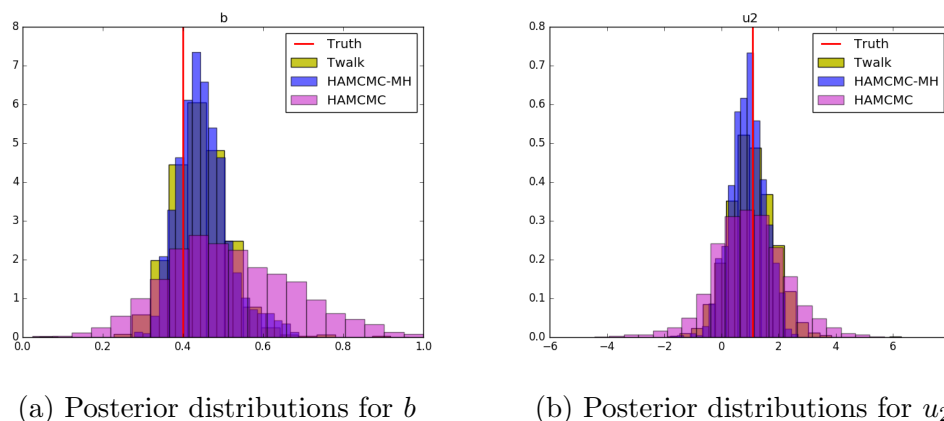 b
8
7
6
5
4
3
2
1
0
0.0 0.2 0.4 0.6 0.8 1.0
Truth
Twalk
HAMCMC-MH
HAMCMC
(a) Posterior distributions for b
u2
0.8
0.7
0.6
0.5
0.4
0.3
0.2
0.1
0.0
−6 −4 −2 0 2 4 6
Truth
Twalk
HAMCMC-MH
HAMCMC
(b) Posterior distributions for u₂